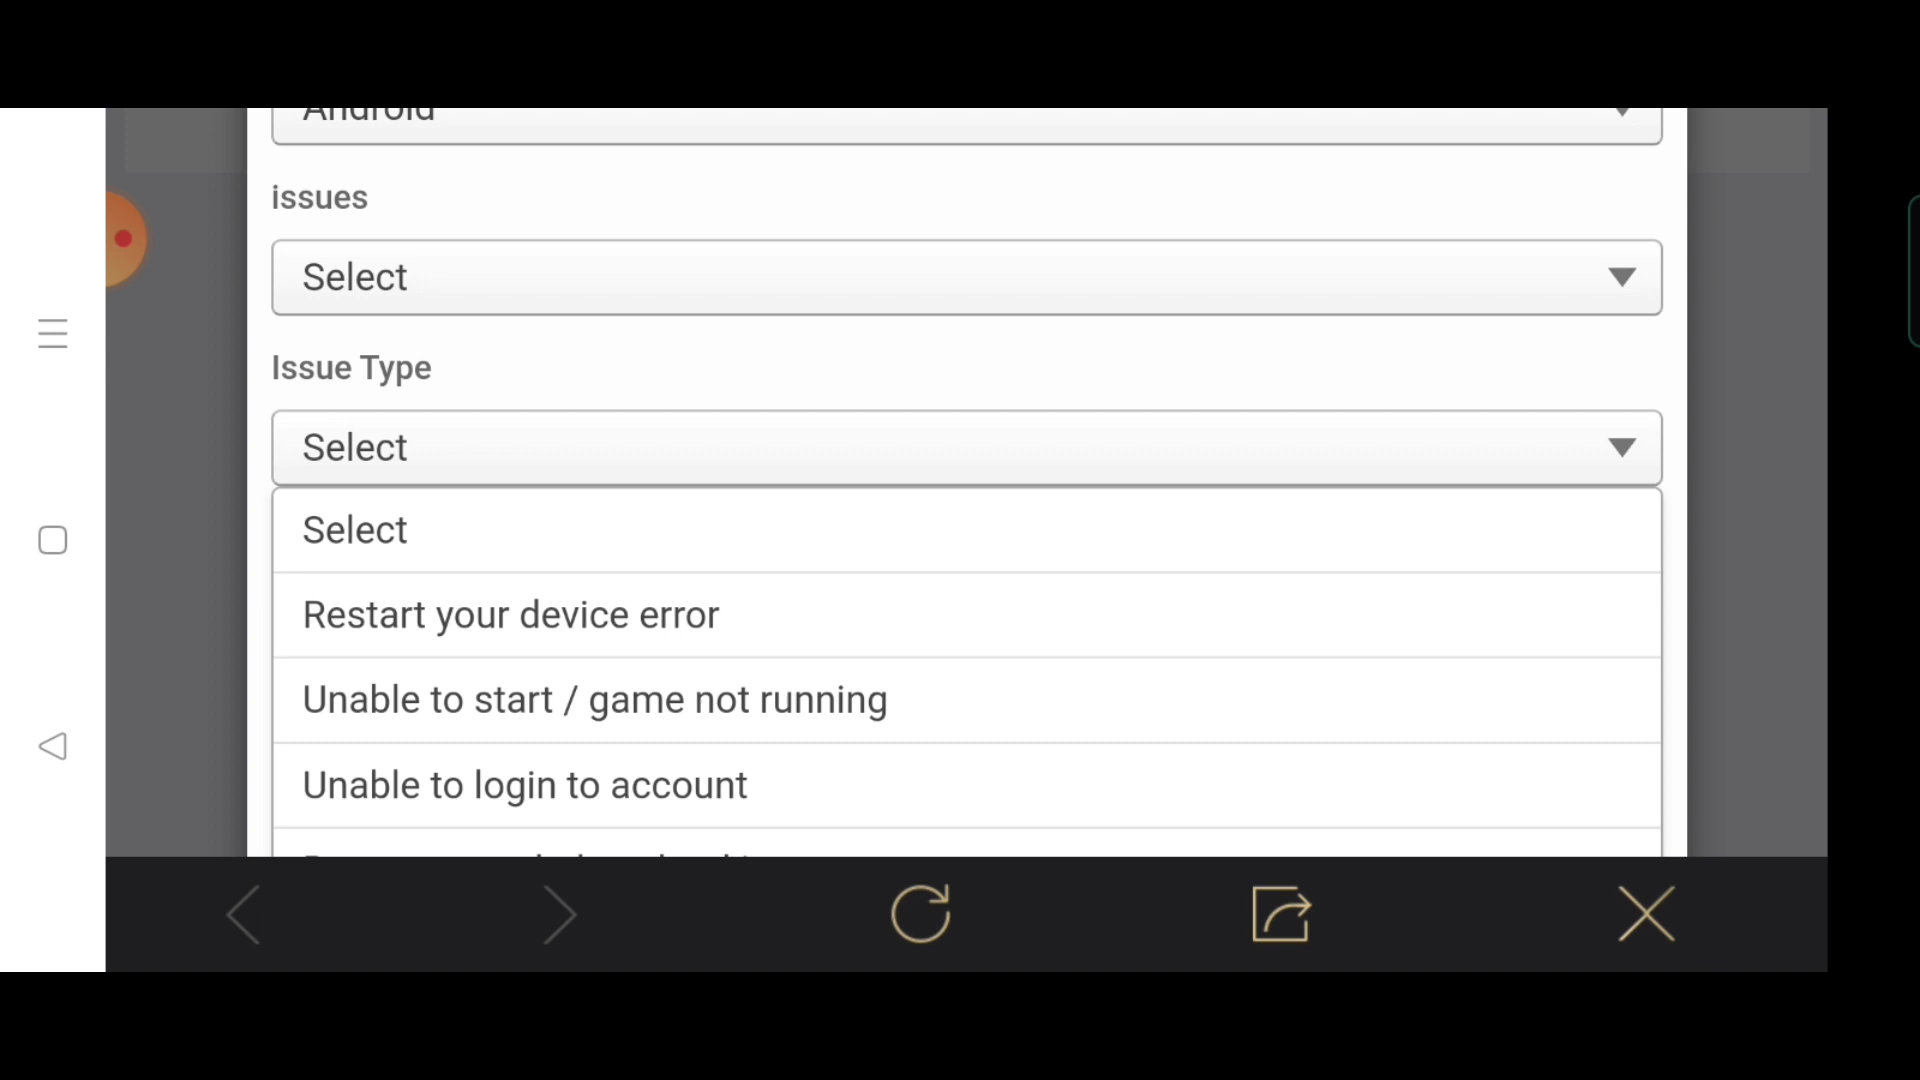 Android
issues
Select
Issue Type
Select
Select
Restart your device error
Unable to start / game not running
Unable to login to account